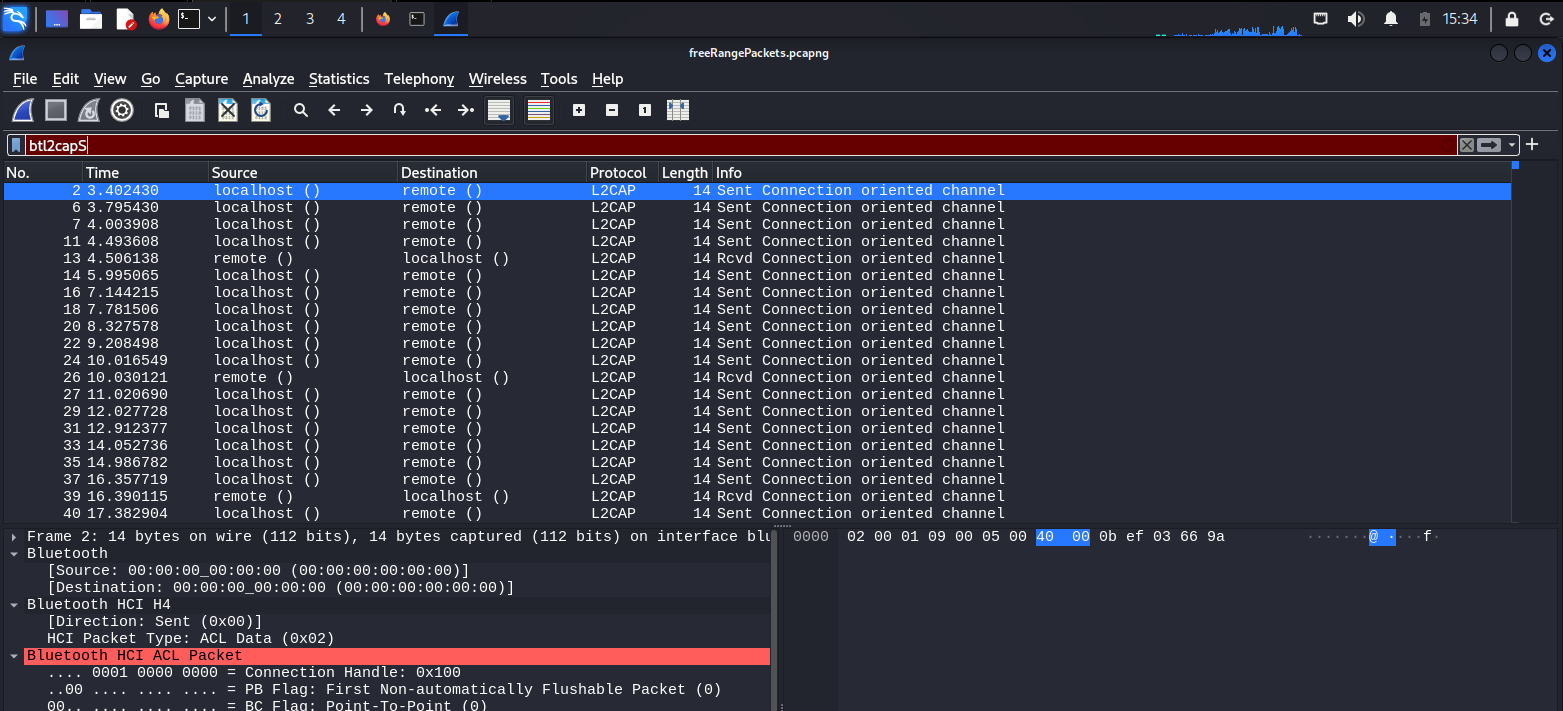 1 2 3 4 15:34
freeRangePackets.pcapng
File Edit View Go Capture Analyze Statistics Telephony Wireless Tools Help
btl2capS
No. Time Source Destination Protocol Length Info
2 3.402430 localhost () remote () L2CAP 14 Sent Connection oriented channel
6 3.795430 localhost () remote () L2CAP 14 Sent Connection oriented channel
7 4.003908 localhost () remote () L2CAP 14 Sent Connection oriented channel
11 4.493608 localhost () remote () L2CAP 14 Sent Connection oriented channel
13 4.506138 remote () localhost () L2CAP 14 Rcvd Connection oriented channel
14 5.995065 localhost () remote () L2CAP 14 Sent Connection oriented channel
16 7.144215 localhost () remote () L2CAP 14 Sent Connection oriented channel
18 7.781506 localhost () remote () L2CAP 14 Sent Connection oriented channel
20 8.327578 localhost () remote () L2CAP 14 Sent Connection oriented channel
22 9.208498 localhost () remote () L2CAP 14 Sent Connection oriented channel
24 10.016549 localhost () remote () L2CAP 14 Sent Connection oriented channel
26 10.030121 remote () localhost () L2CAP 14 Rcvd Connection oriented channel
27 11.020690 localhost () remote () L2CAP 14 Sent Connection oriented channel
29 12.027728 localhost () remote () L2CAP 14 Sent Connection oriented channel
31 12.912377 localhost () remote () L2CAP 14 Sent Connection oriented channel
33 14.052736 localhost () remote () L2CAP 14 Sent Connection oriented channel
35 14.986782 localhost () remote () L2CAP 14 Sent Connection oriented channel
37 16.357719 localhost () remote () L2CAP 14 Sent Connection oriented channel
39 16.390115 remote () localhost () L2CAP 14 Rcvd Connection oriented channel
40 17.382904 localhost () remote () L2CAP 14 Sent Connection oriented channel
Frame 2: 14 bytes on wire (112 bits), 14 bytes captured (112 bits) on interface blu
Bluetooth
[Source: 00:00:00_00:00:00 (00:00:00:00:00:00)]
[Destination: 00:00:00_00:00:00 (00:00:00:00:00:00)]
Bluetooth HCI H4
[Direction: Sent (0x00)]
HCI Packet Type: ACL Data (0x02)
Bluetooth HCI ACL Packet
.... 0001 0000 0000 = Connection Handle: 0x100
..00 .... .... .... = PB Flag: First Non-automatically Flushable Packet (0)
00.. .... .... .... = BC Flag: Point-To-Point (0)
0000 02 00 01 09 00 05 00 40 00 0b ef 03 66 9a ·······@ ····f·